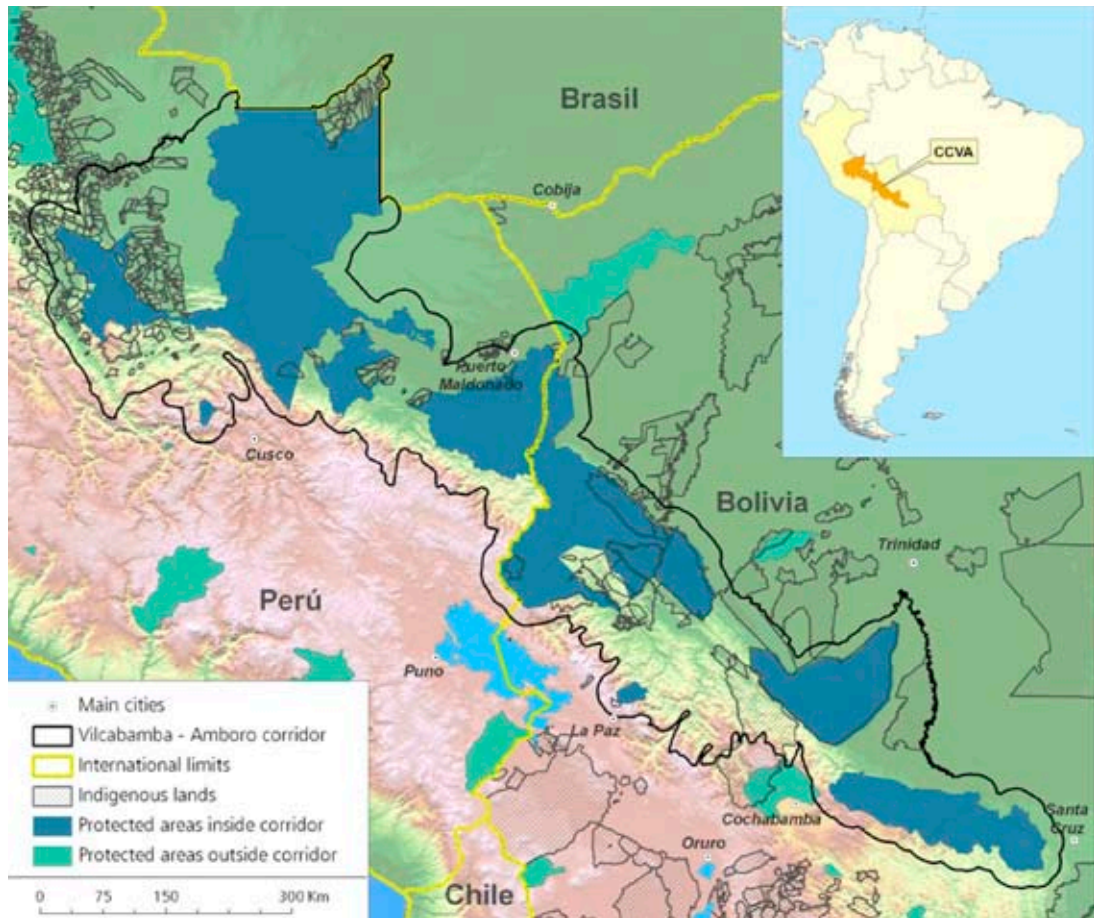 Brasil
CCVA
Cobija
Puerto
Maldonado
Cusco
Bolivia
Trinidad
Perú
Puno
La Paz
Cochabamba
Santa
Cruz
Oruro
Chile
Main cities
Vilcabamba - Amboro corridor
International limits
Indigenous lands
Protected areas inside corridor
Protected areas outside corridor
0 75 150 300 Km